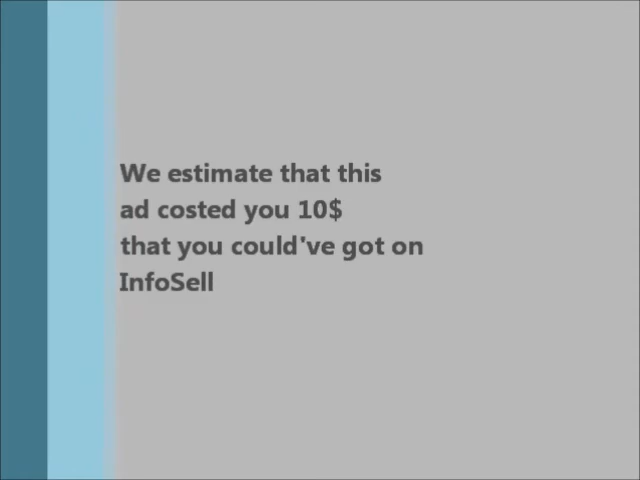 We estimate that this
ad costed you 10$
that you could've got on
InfoSell